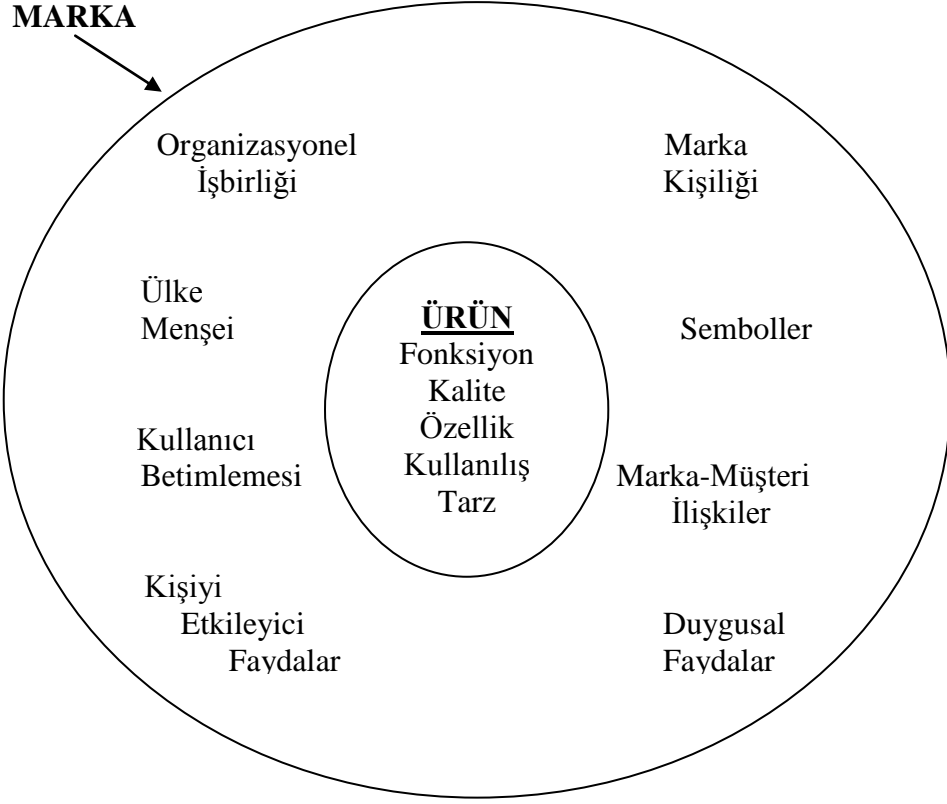 MARKA
Organizasyonel
İşbirliği
Marka
Kişiliği
Ülke
Menşei
ÜRÜN
Fonksiyon
Kalite
Özellik
Kullanılış
Tarz
Semboller
Kullanıcı
Betimlemesi
Marka-Müşteri
İlişkiler
Kişiyi
Etkileyici
Faydalar
Duygusal
Faydalar